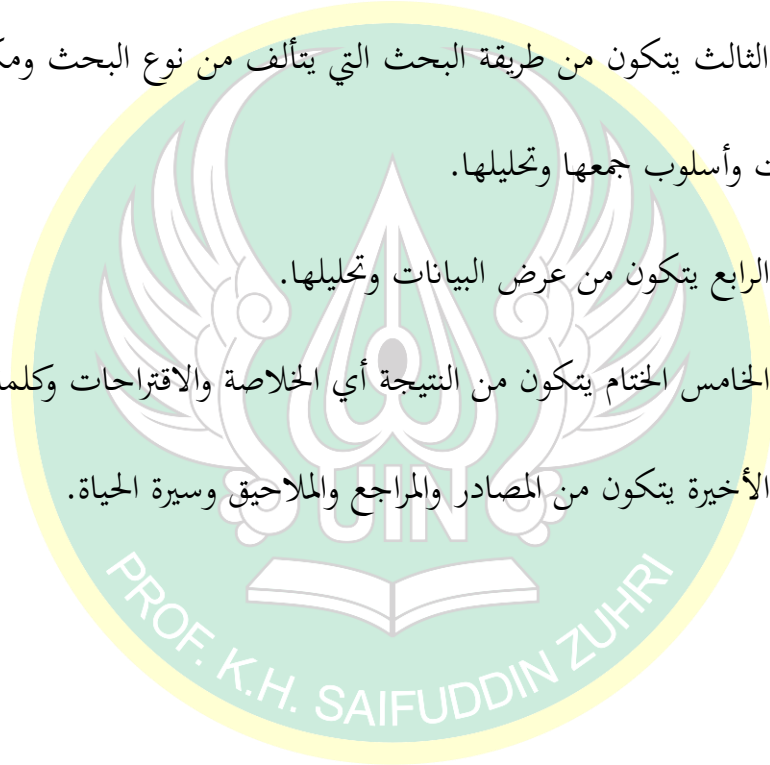 الثالث يتكون من طريقة البحث التي يتألف من نوع البحث
وأسلوب جمعها وتحليلها.
الرابع يتكون من عرض البيانات وتحليلها.
الخامس الختام يتكون من النتيجة أي الخلاصة والاقتراحات
الأخيرة يتكون من المصادر والمراجع والملاحيق وسيرة الحياة.
UIN
PROF. K.H. SAIFUDDIN ZUHRI